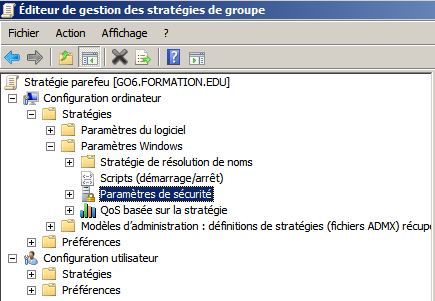 Éditeur de gestion des stratégies de groupe
Fichier Action Affichage ?
Stratégie parefeu [GO6.FORMATION.EDU]
Configuration ordinateur
Stratégies
Paramètres du logiciel
Paramètres Windows
Stratégie de résolution de noms
Scripts (démarrage/arrêt)
Paramètres de sécurité
QoS basée sur la stratégie
Modèles d'administration : définitions de stratégies (fichiers ADMX) récupé
Préférences
Configuration utilisateur
Stratégies
Préférences